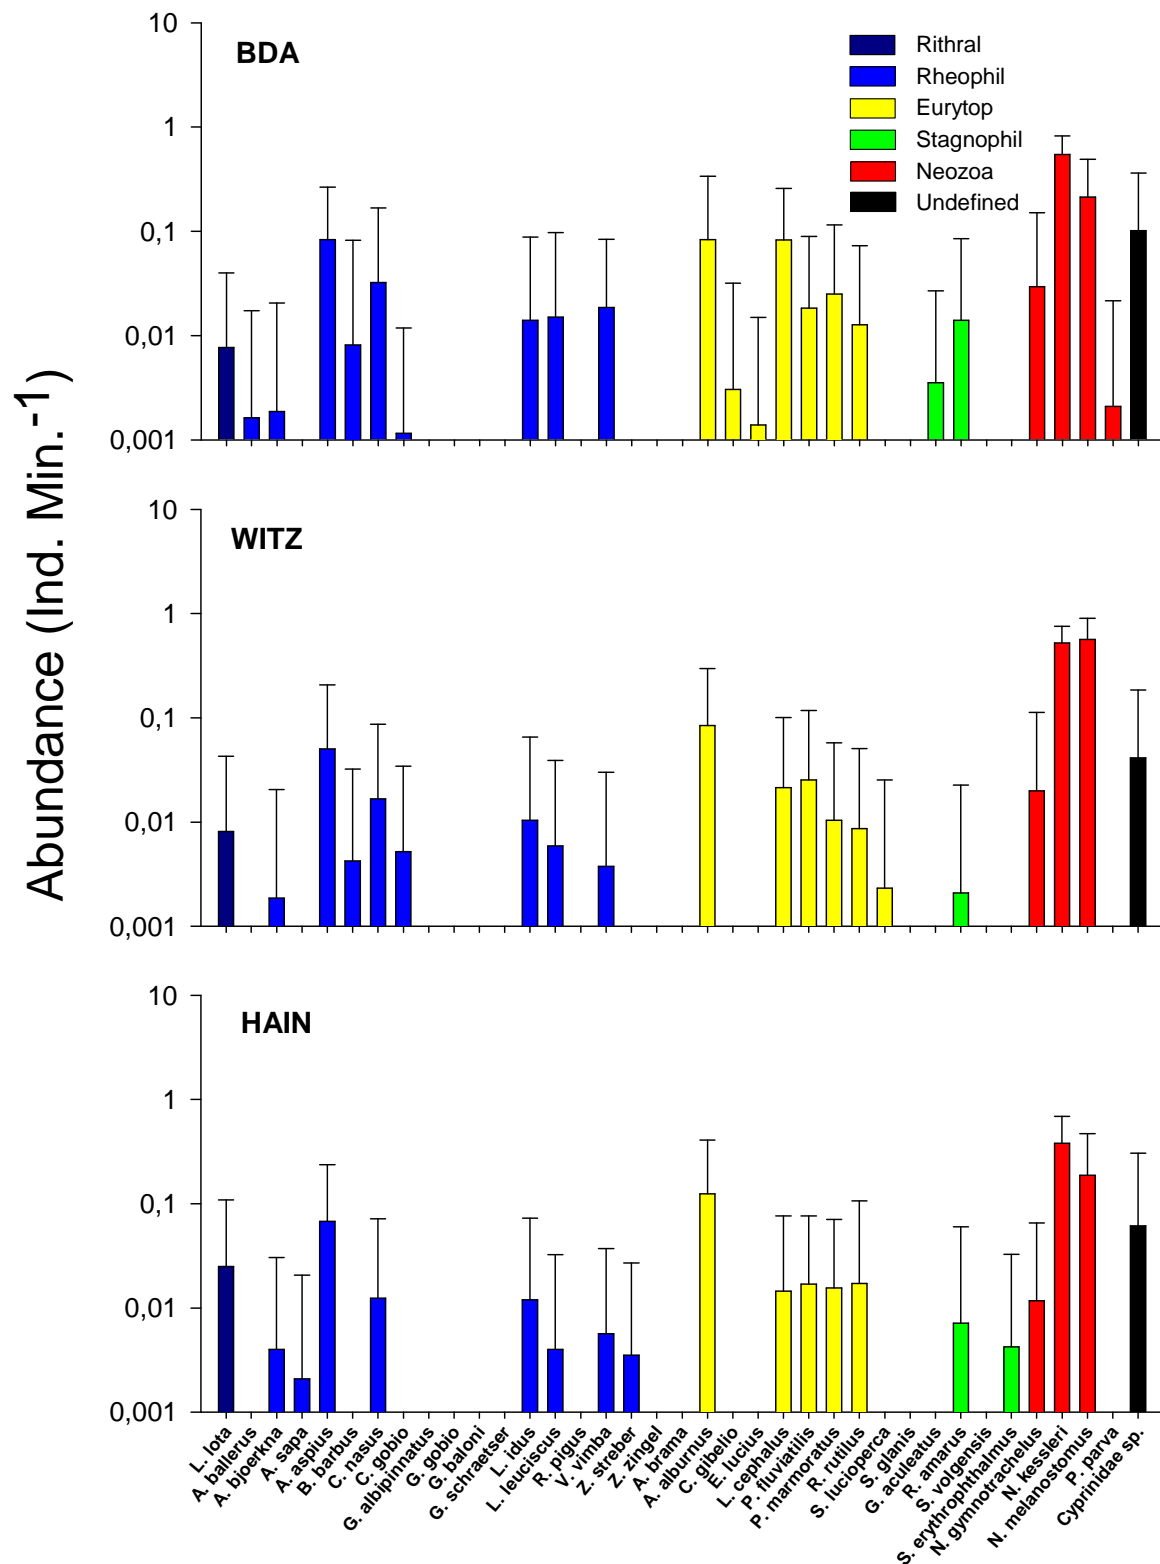 Abundance (Ind. Min.-1)
BDA
10
1
0,1
0,01
0,001
Rithral
Rheophil
Eurytop
Stagnophil
Neozoa
Undefined
WITZ
10
1
0,1
0,01
0,001
HAIN
10
1
0,1
0,01
0,001
L. lota
A. ballerus
A. bjoerkna
A. sapa
A. aspius
B. barbus
C. nasus
C. gobio
G. albipinnatus
G. gobio
G. baloni
G. schraetser
L. idus
L. leuciscus
R. pigus
V. vimba
Z. streber
Z. zingel
A. brama
A. alburnus
C. gibelio
E. lucius
L. cephalus
P. fluviatilis
P. marmoratus
R. rutilus
S. lucioperca
S. glanis
G. aculeatus
R. amarus
S. volgensis
S. erythrophthalmus
N. gymnotrachelus
N. kessleri
N. melanostomus
P. parva
Cyprinidae sp.